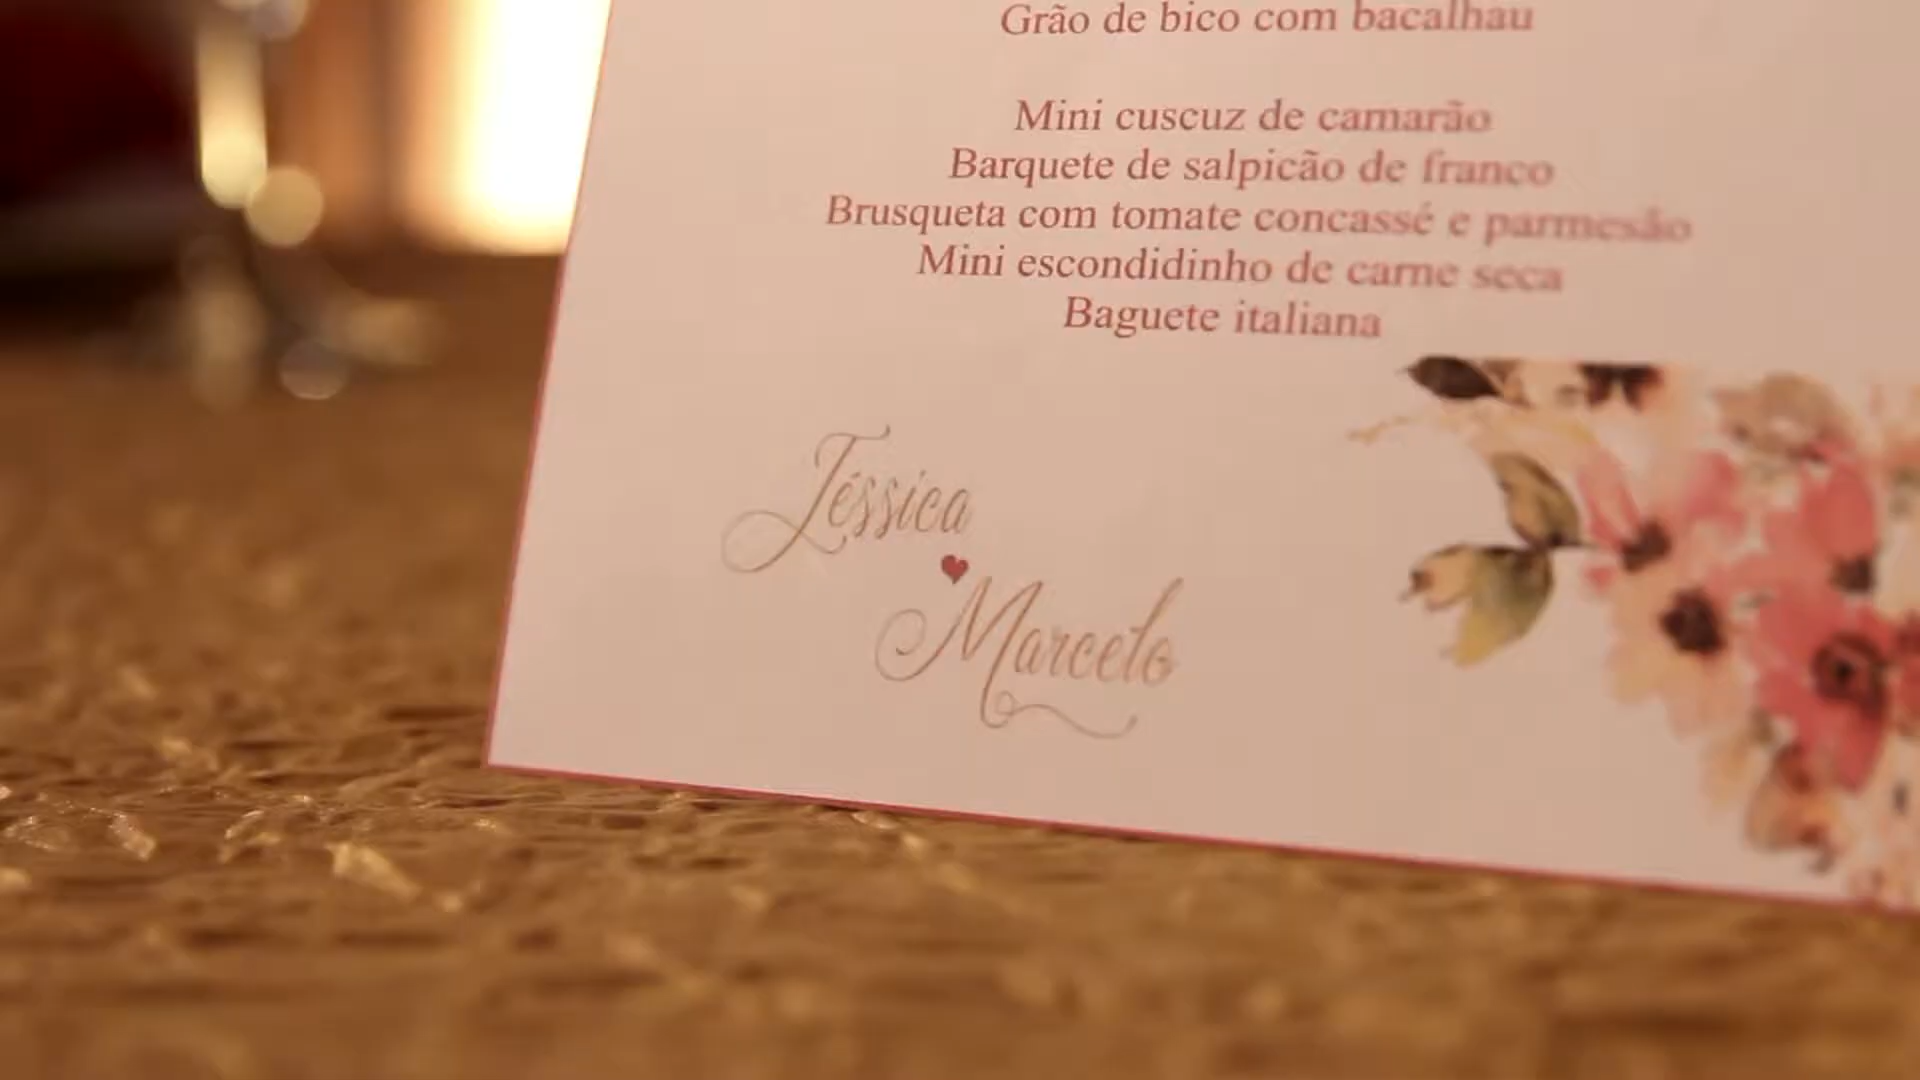 Grão de bico com bacalhau
Mini cuscuz de camarão
Barquete de salpicão de franco
Brusqueta com tomate concassé e parmesão
Mini escondidinho de carne seca
Baguete italiana
Jéssica
Marcelo